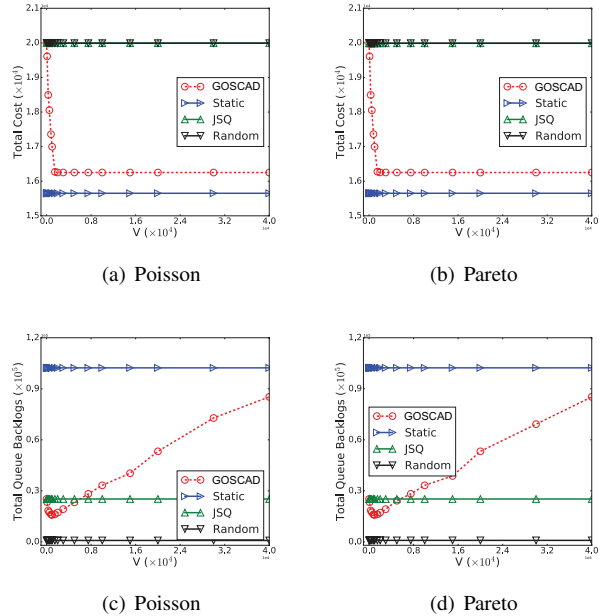 2.1
2.0
1.9
1.8
1.7
1.6
1.5
Total Cost (×10⁴)
GOSCAD
Static
JSQ
Random
0.0 0.8 1.6 2.4 3.2 4.0
V (×10⁴)
(a) Poisson
2.1
2.0
1.9
1.8
1.7
1.6
1.5
Total Cost (×10⁴)
GOSCAD
Static
JSQ
Random
0.0 0.8 1.6 2.4 3.2 4.0
V (×10⁴)
(b) Pareto
1.2
0.9
0.6
0.3
0.0
Total Queue Backlogs (×10⁵)
GOSCAD
Static
JSQ
Random
0.0 0.8 1.6 2.4 3.2 4.0
V (×10⁴)
(c) Poisson
1.2
0.9
0.6
0.3
0.0
Total Queue Backlogs (×10⁵)
GOSCAD
Static
JSQ
Random
0.0 0.8 1.6 2.4 3.2 4.0
V (×10⁴)
(d) Pareto